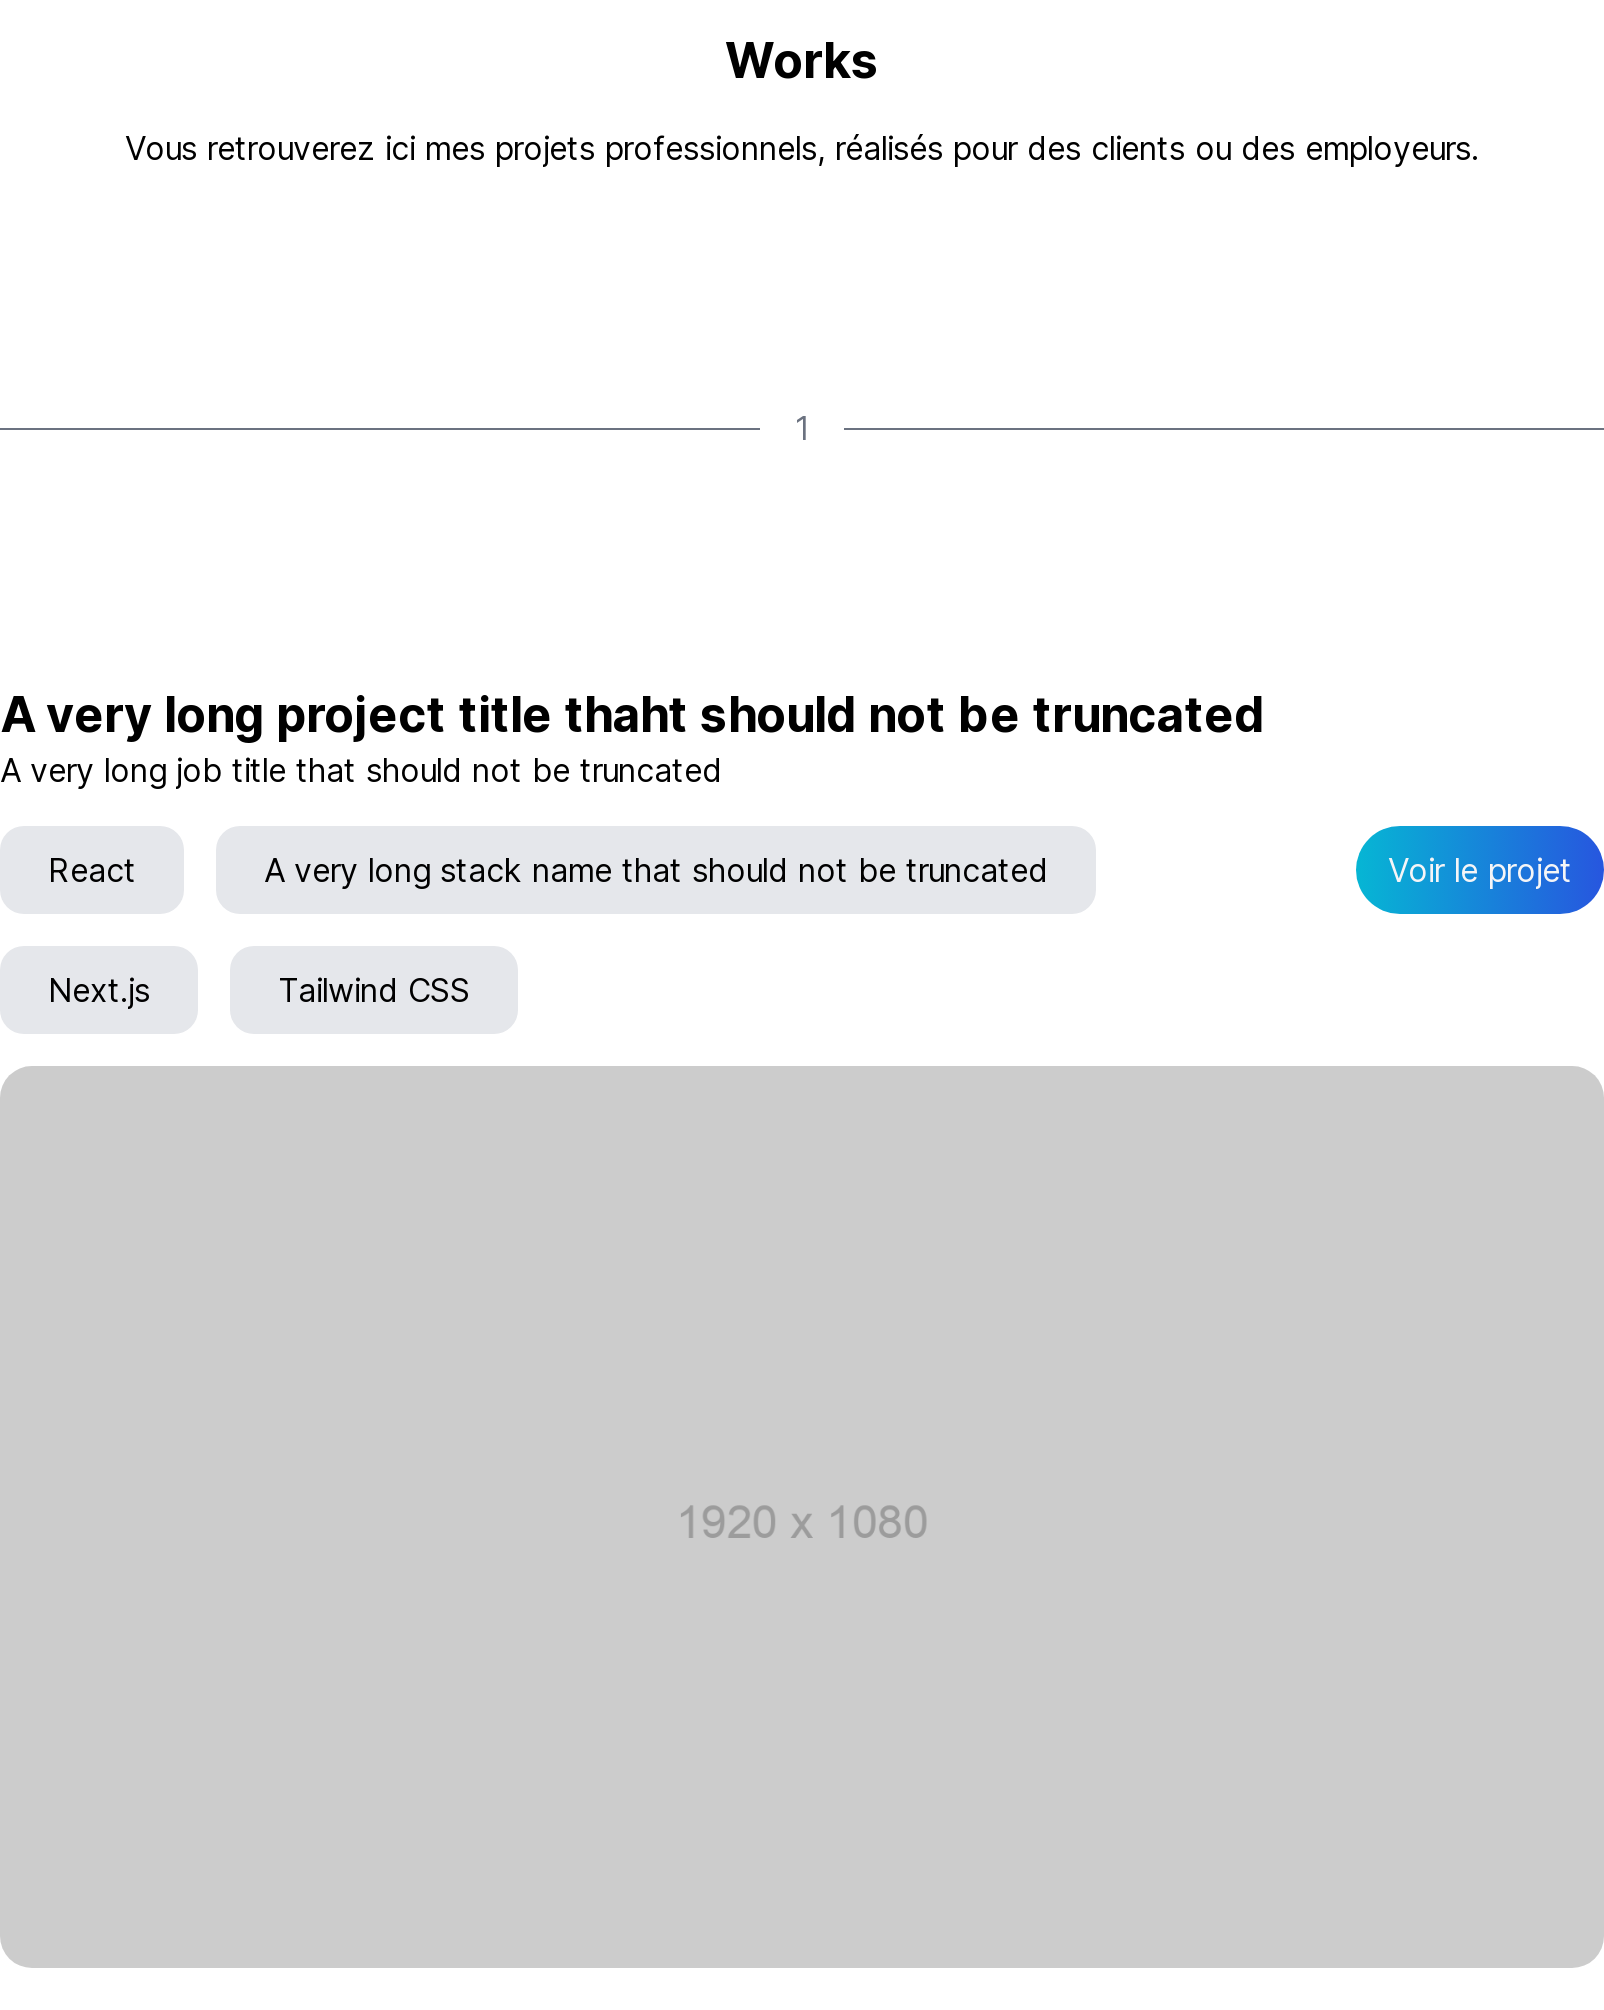 Works
Vous retrouverez ici mes projets professionnels, réalisés pour des clients ou des employeurs.
1
A very long project title thaht should not be truncated
A very long job title that should not be truncated
React
A very long stack name that should not be truncated
Voir le projet
Next.js
Tailwind CSS
1920 x 1080